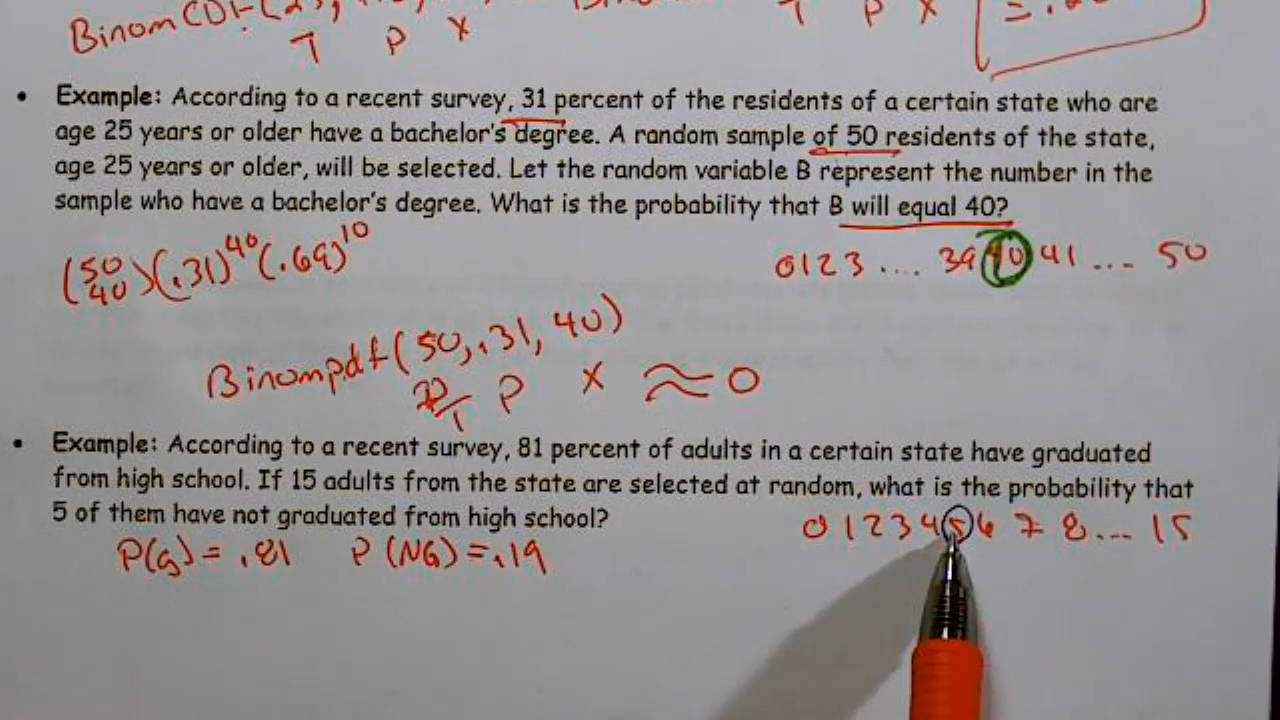 Binom CDF(
T P X T P X
• Example: According to a recent survey, 31 percent of the residents of a certain state who are
age 25 years or older have a bachelor's degree. A random sample of 50 residents of the state,
age 25 years or older, will be selected. Let the random variable B represent the number in the
sample who have a bachelor's degree. What is the probability that B will equal 40?
(50 40)(.31)^40(.69)^10 0123 .... 39 40 41 ... 50
Binompdf(50,.31,40)
T P X ≈ 0
• Example: According to a recent survey, 81 percent of adults in a certain state have graduated
from high school. If 15 adults from the state are selected at random, what is the probability that
5 of them have not graduated from high school?
0 1 2 3 4 5 6 7 8... 15
P(g) = .81 P(NG) = .19